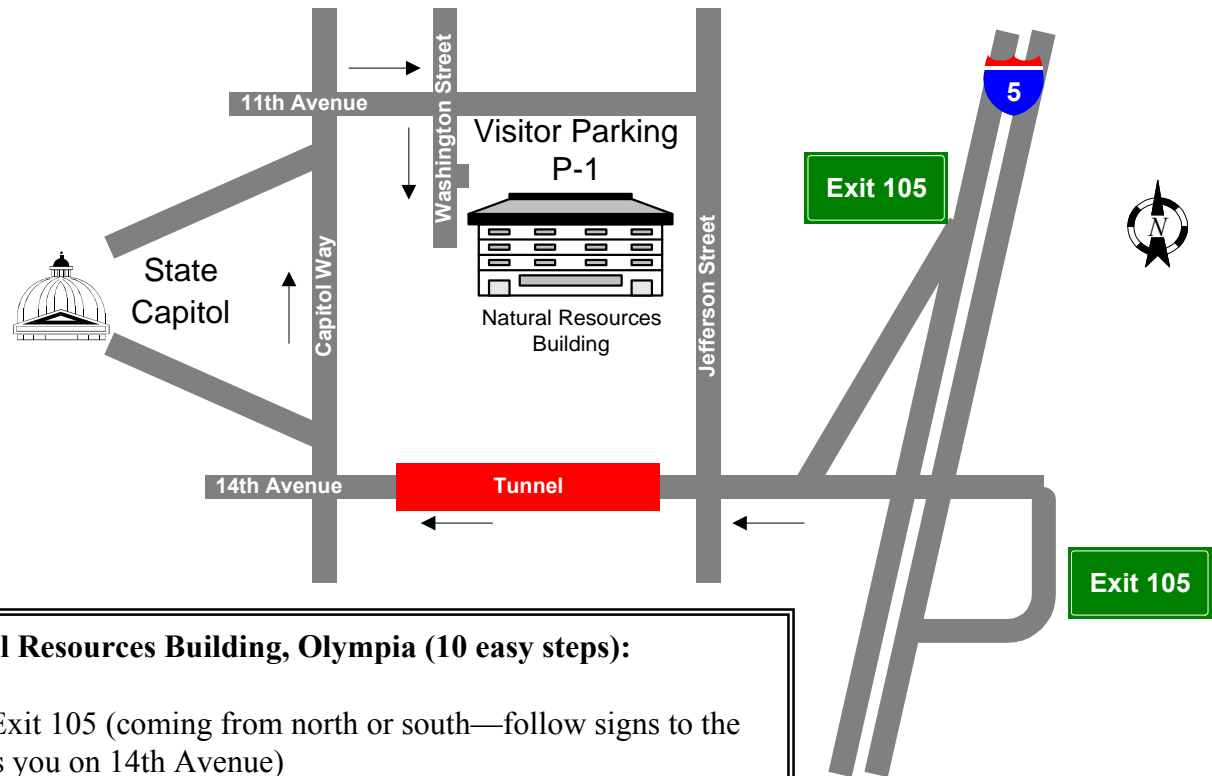 5
11th Avenue
Washington Street
Visitor Parking
P-1
Exit 105
N
State
Capitol
Capitol Way
Natural Resources
Building
Jefferson Street
14th Avenue
Tunnel
Exit 105
Resources Building, Olympia (10 easy steps):
Exit 105 (coming from north or south—follow signs to the
you on 14th Avenue)